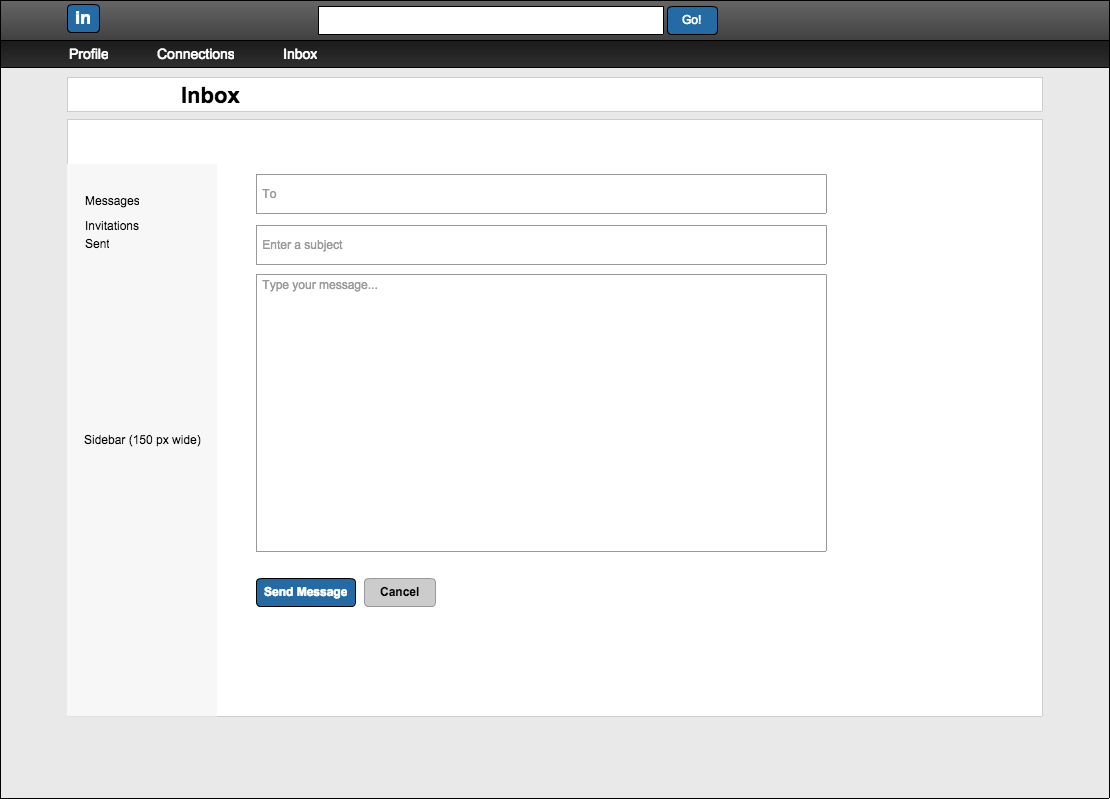 in
Go!
Profile Connections Inbox
Inbox
Messages
Invitations
Sent
Sidebar (150 px wide)
To
Enter a subject
Type your message...
Send Message Cancel